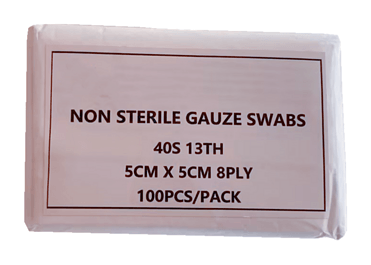 NON STERILE GAUZE SWABS
40S 13TH
5CM X 5CM 8PLY
100PCS/PACK